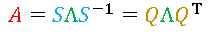 A = SΛS⁻¹ = QΛQᵀ